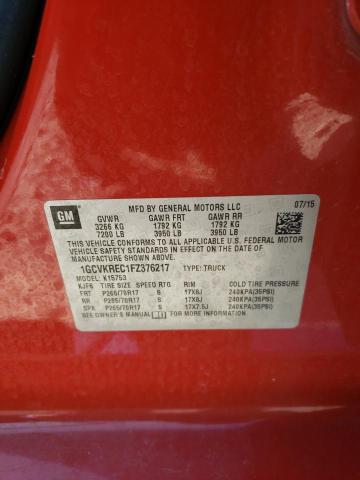 GM
MFD BY GENERAL MOTORS LLC 07/15
GVWR GAWR FRT GAWR RR
3266 KG 1792 KG 1792 KG
7200 LB 3950 LB 3950 LB
THIS VEHICLE CONFORMS TO ALL APPLICABLE U.S. FEDERAL MOTOR
VEHICLE SAFETY STANDARDS IN EFFECT ON THE DATE OF
MANUFACTURE SHOWN ABOVE.
1GCVKREC1FZ376217 TYPE: TRUCK
MODEL: K15753
KJF6 TIRE SIZE SPEED RTG RIM COLD TIRE PRESSURE
FRT P265/70R17 S 17X8J 240KPA(35PSI)
RR P265/70R17 S 17X8J 240KPA(35PSI)
SPA P265/70R17 S 17X7.5J 240KPA(35PSI)
SEE OWNER'S MANUAL FOR MORE INFORMATION.